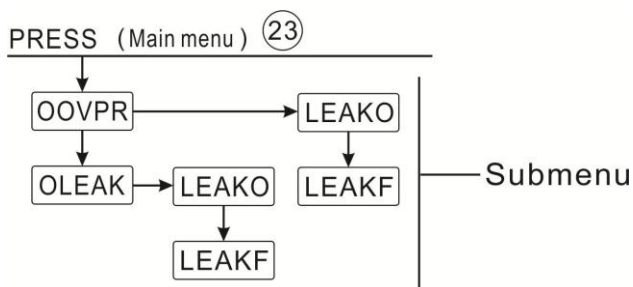 PRESS (Main menu) 23
OOVPR LEAKO
OLEAK LEAKO LEAKF Submenu
LEAKF